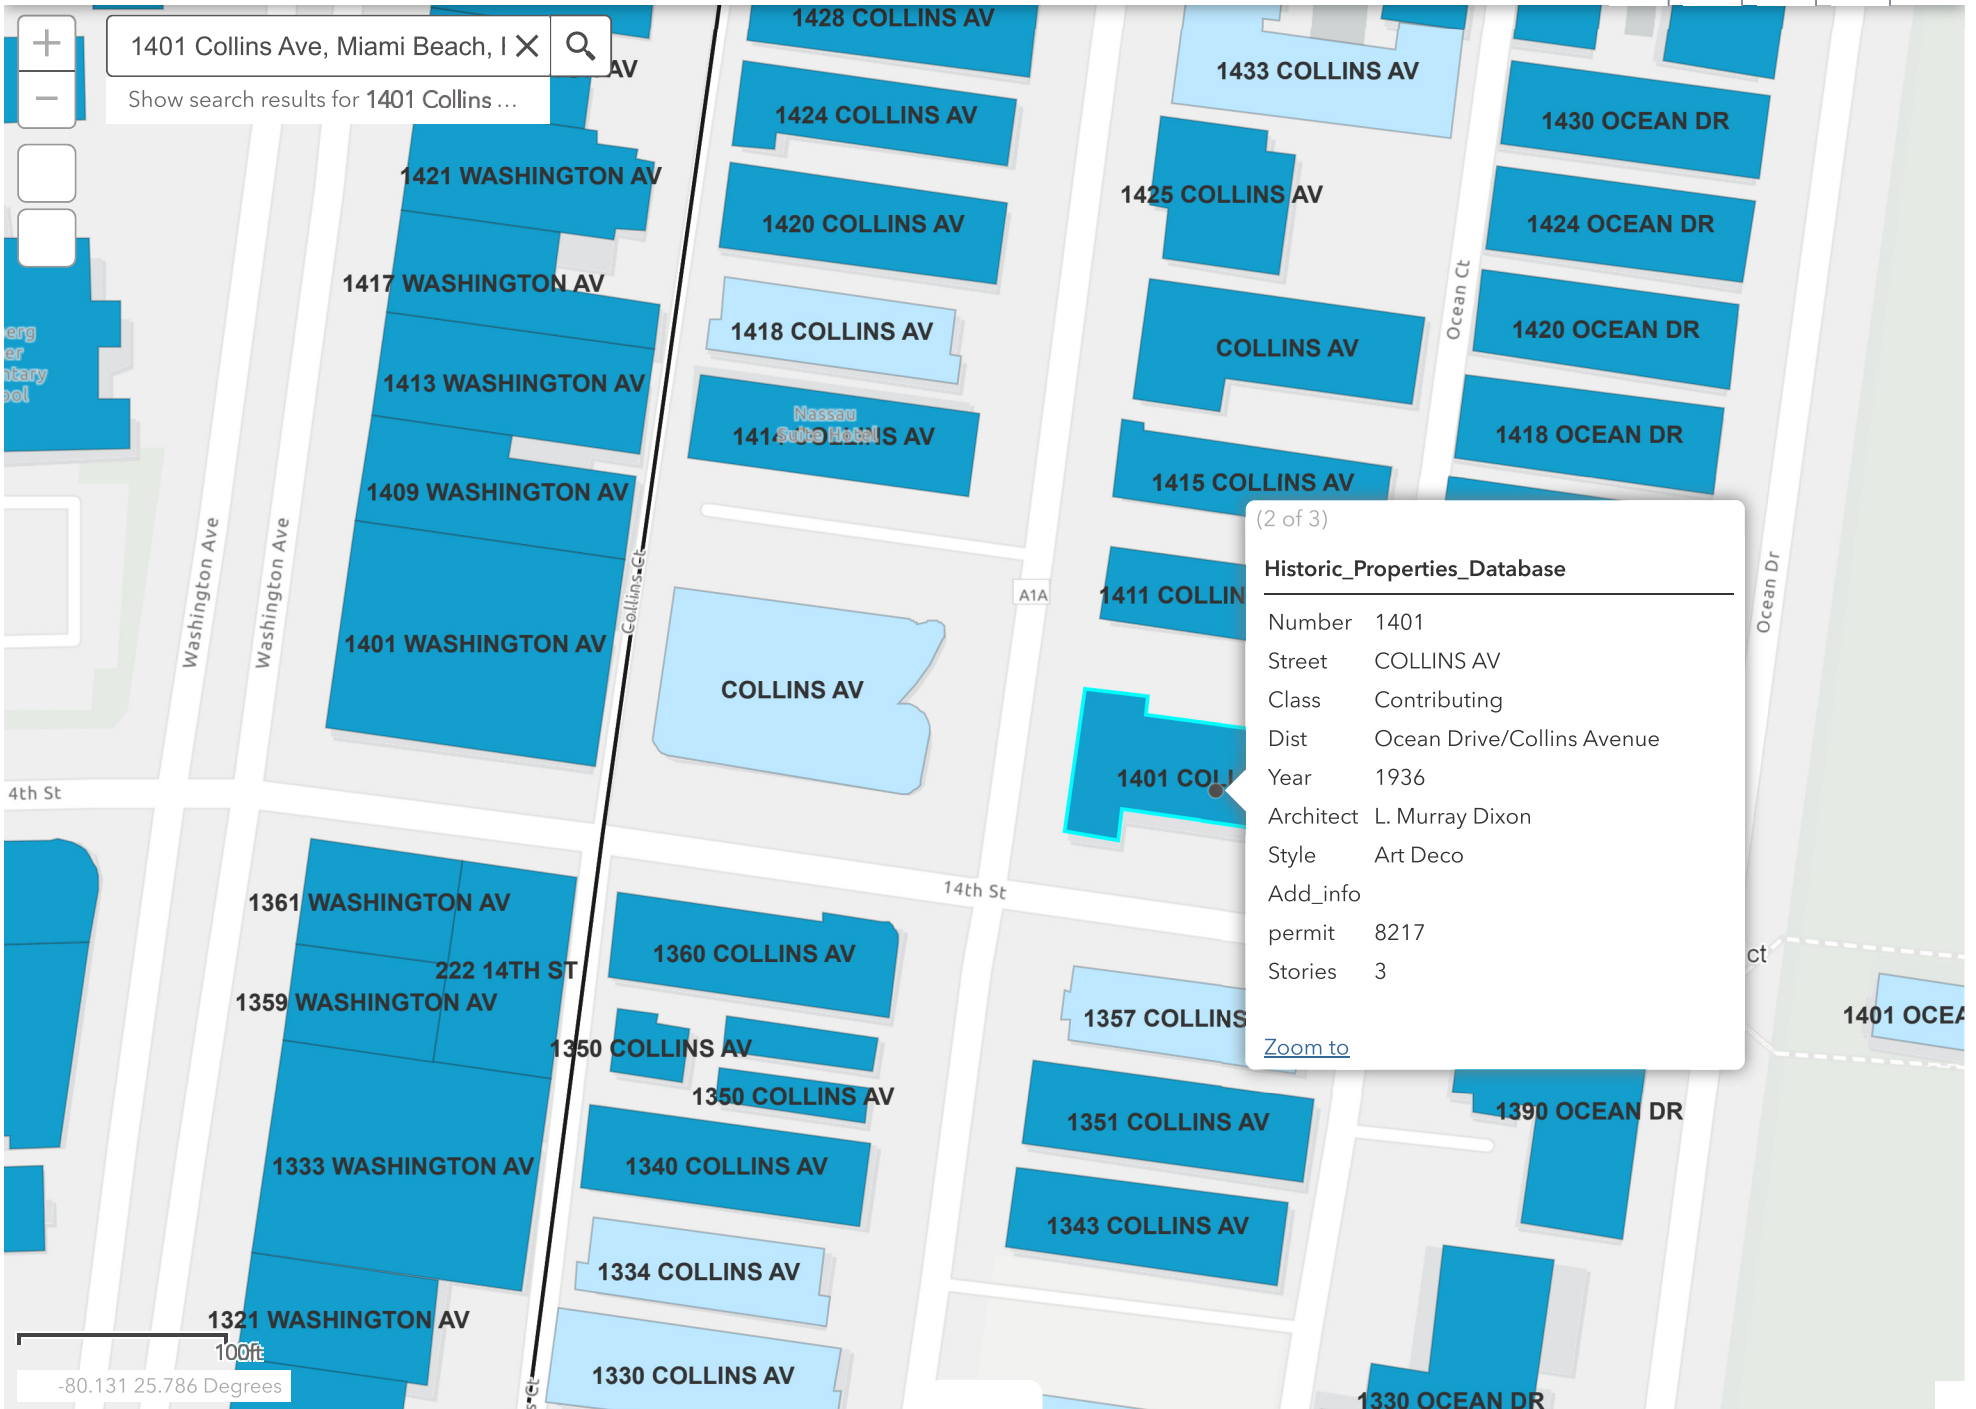 1401 Collins Ave, Miami Beach, F
Show search results for 1401 Collins ...
AV
1428 COLLINS AV
1433 COLLINS AV
1424 COLLINS AV
1430 OCEAN DR
1421 WASHINGTON AV
1425 COLLINS AV
1420 COLLINS AV
1424 OCEAN DR
1417 WASHINGTON AV
Ocean Ct
1418 COLLINS AV
1420 OCEAN DR
COLLINS AV
erg
er
ntary
ool
1413 WASHINGTON AV
Nassau
Suite Hotel
1414 COLLINS AV
1418 OCEAN DR
1415 COLLINS AV
1409 WASHINGTON AV
Washington Ave
Washington Ave
Collins Ct
A1A
1411 COLLIN
Ocean Dr
1401 WASHINGTON AV
COLLINS AV
1401 COLL
4th St
14th St
(2 of 3)
Historic_Properties_Database
Number 1401
Street COLLINS AV
Class Contributing
Dist Ocean Drive/Collins Avenue
Year 1936
Architect L. Murray Dixon
Style Art Deco
Add_info
permit 8217
Stories 3
Zoom to
1361 WASHINGTON AV
1360 COLLINS AV
ct
222 14TH ST
1359 WASHINGTON AV
1357 COLLINS
1401 OCEA
1350 COLLINS AV
1350 COLLINS AV
1351 COLLINS AV
1390 OCEAN DR
1333 WASHINGTON AV
1340 COLLINS AV
1343 COLLINS AV
1334 COLLINS AV
1321 WASHINGTON AV
100ft
1330 COLLINS AV
s Ct
1330 OCEAN DR
-80.131 25.786 Degrees